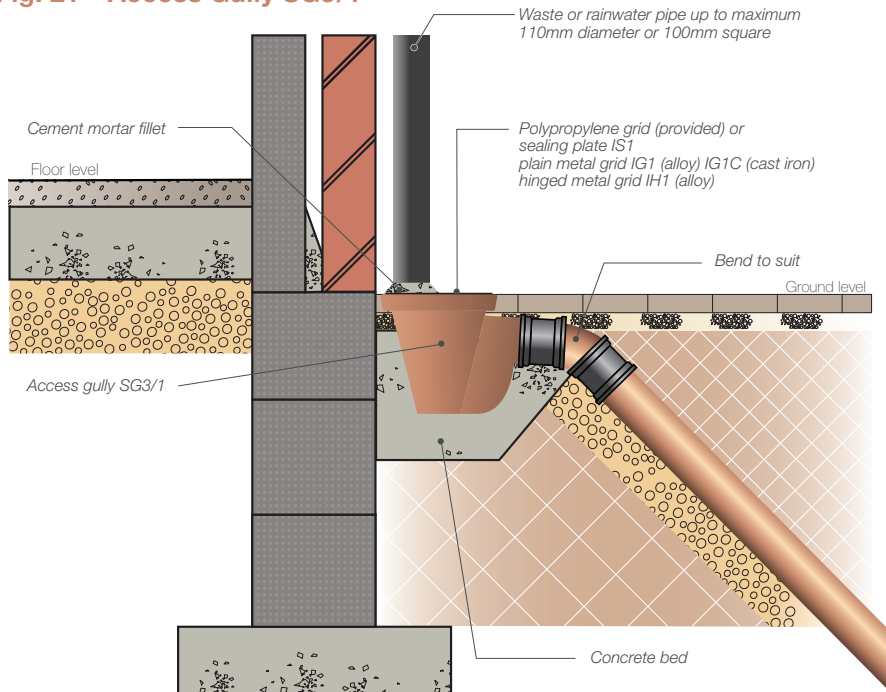 Waste or rainwater pipe up to maximum
110mm diameter or 100mm square
Cement mortar fillet
Polypropylene grid (provided) or
sealing plate IS1
plain metal grid IG1 (alloy) IG1C (cast iron)
hinged metal grid IH1 (alloy)
Floor level
Bend to suit
Ground level
Access gully SG3/1
Concrete bed